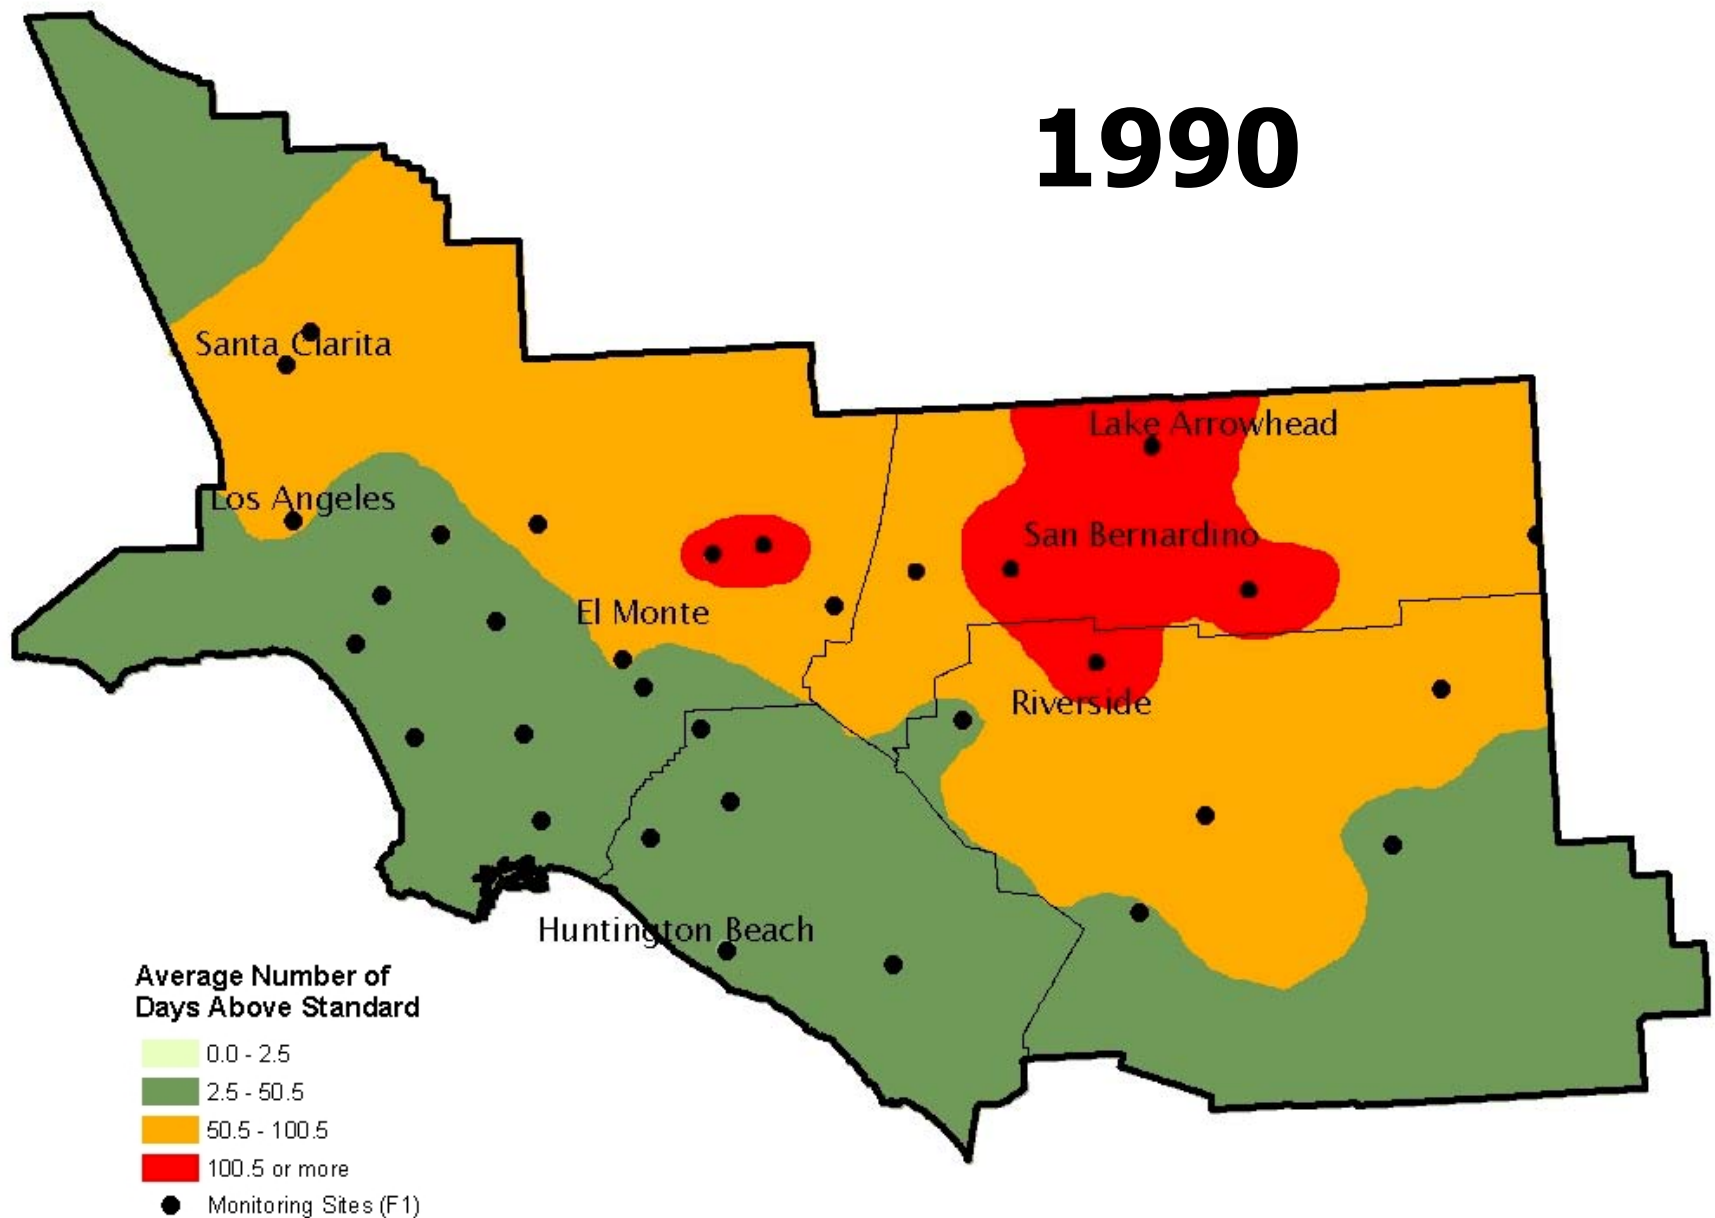 1990
Santa Clarita
Lake Arrowhead
Los Angeles
San Bernardino
El Monte
Riverside
Huntington Beach
Average Number of
Days Above Standard
0.0 - 2.5
2.5 - 50.5
50.5 - 100.5
100.5 or more
Monitoring Sites (F1)